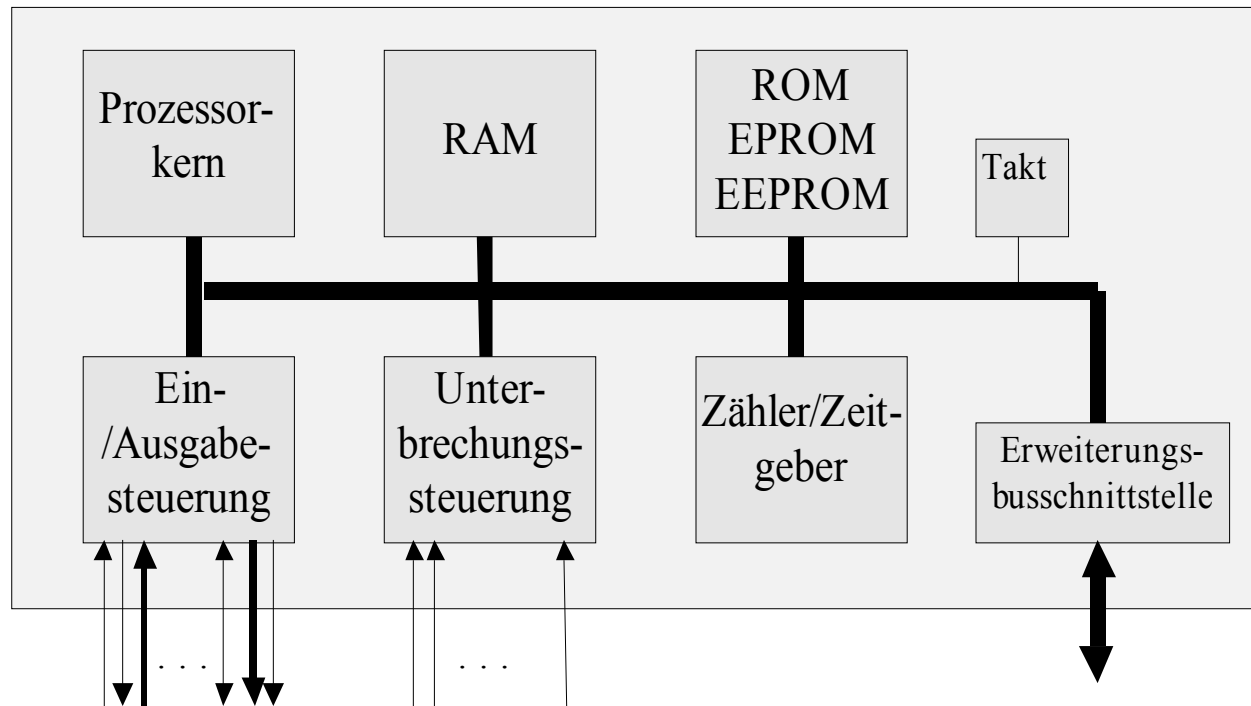 Prozessor-
kern
RAM
ROM
EPROM
EEPROM
Takt
Ein-
/Ausgabe-
steuerung
Unter-
brechungs-
steuerung
Zähler/Zeit-
geber
Erweiterungs-
busschnittstelle
. . .
. . .